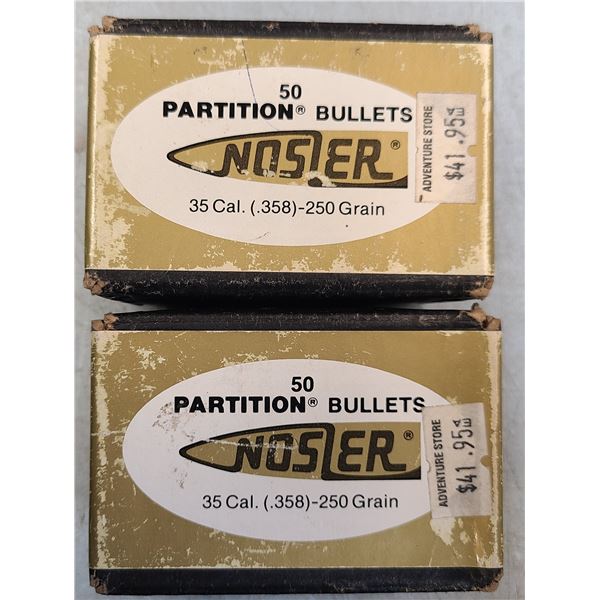 50
PARTITION® BULLETS
NOSLER®
35 Cal. (.358)-250 Grain
ADVENTURE STORE
$41.95
50
PARTITION® BULLETS
NOSLER®
35 Cal. (.358)-250 Grain
ADVENTURE STORE
$41.95